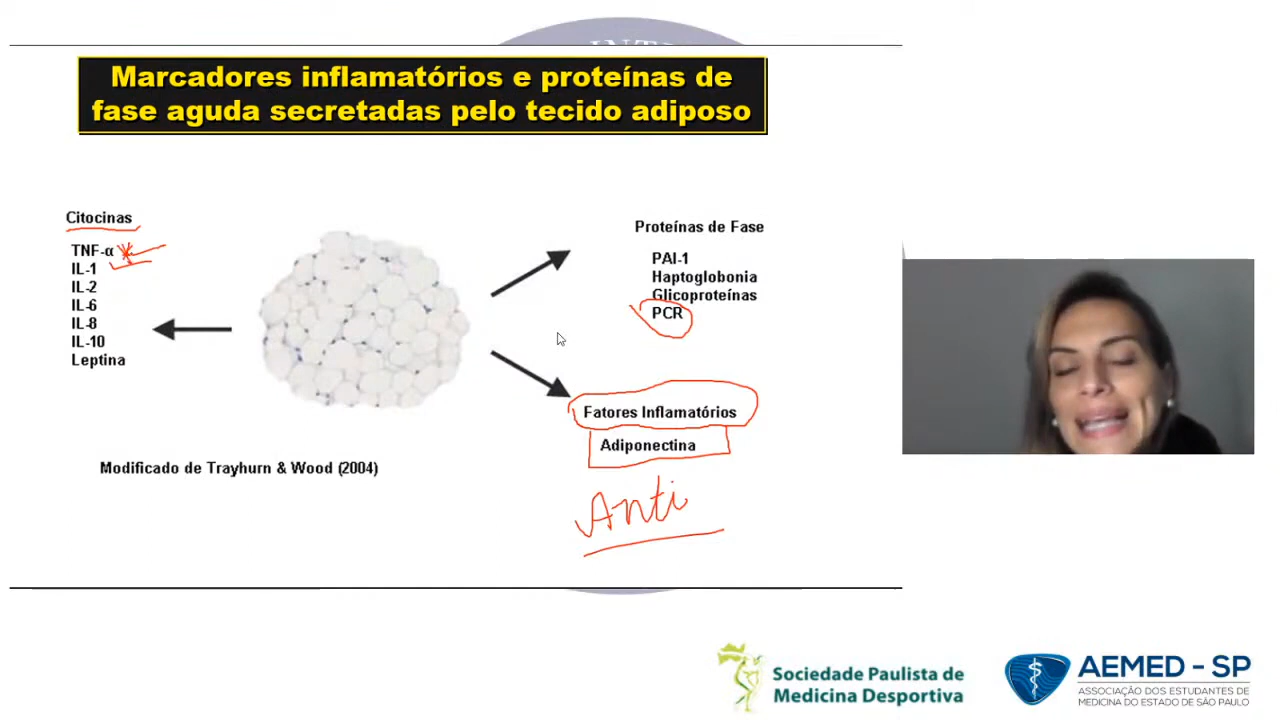 INTE
Marcadores inflamatórios e proteínas de
fase aguda secretadas pelo tecido adiposo
Citocinas
TNF-α
IL-1
IL-2
IL-6
IL-8
IL-10
Leptina
Proteínas de Fase
PAI-1
Haptoglobonia
Glicoproteínas
PCR
Fatores Inflamatórios
Adiponectina
Anti
Modificado de Trayhurn & Wood (2004)
Sociedade Paulista de
Medicina Desportiva
AEMED - SP
ASSOCIAÇÃO DOS ESTUDANTES DE
MEDICINA DO ESTADO DE SÃO PAULO